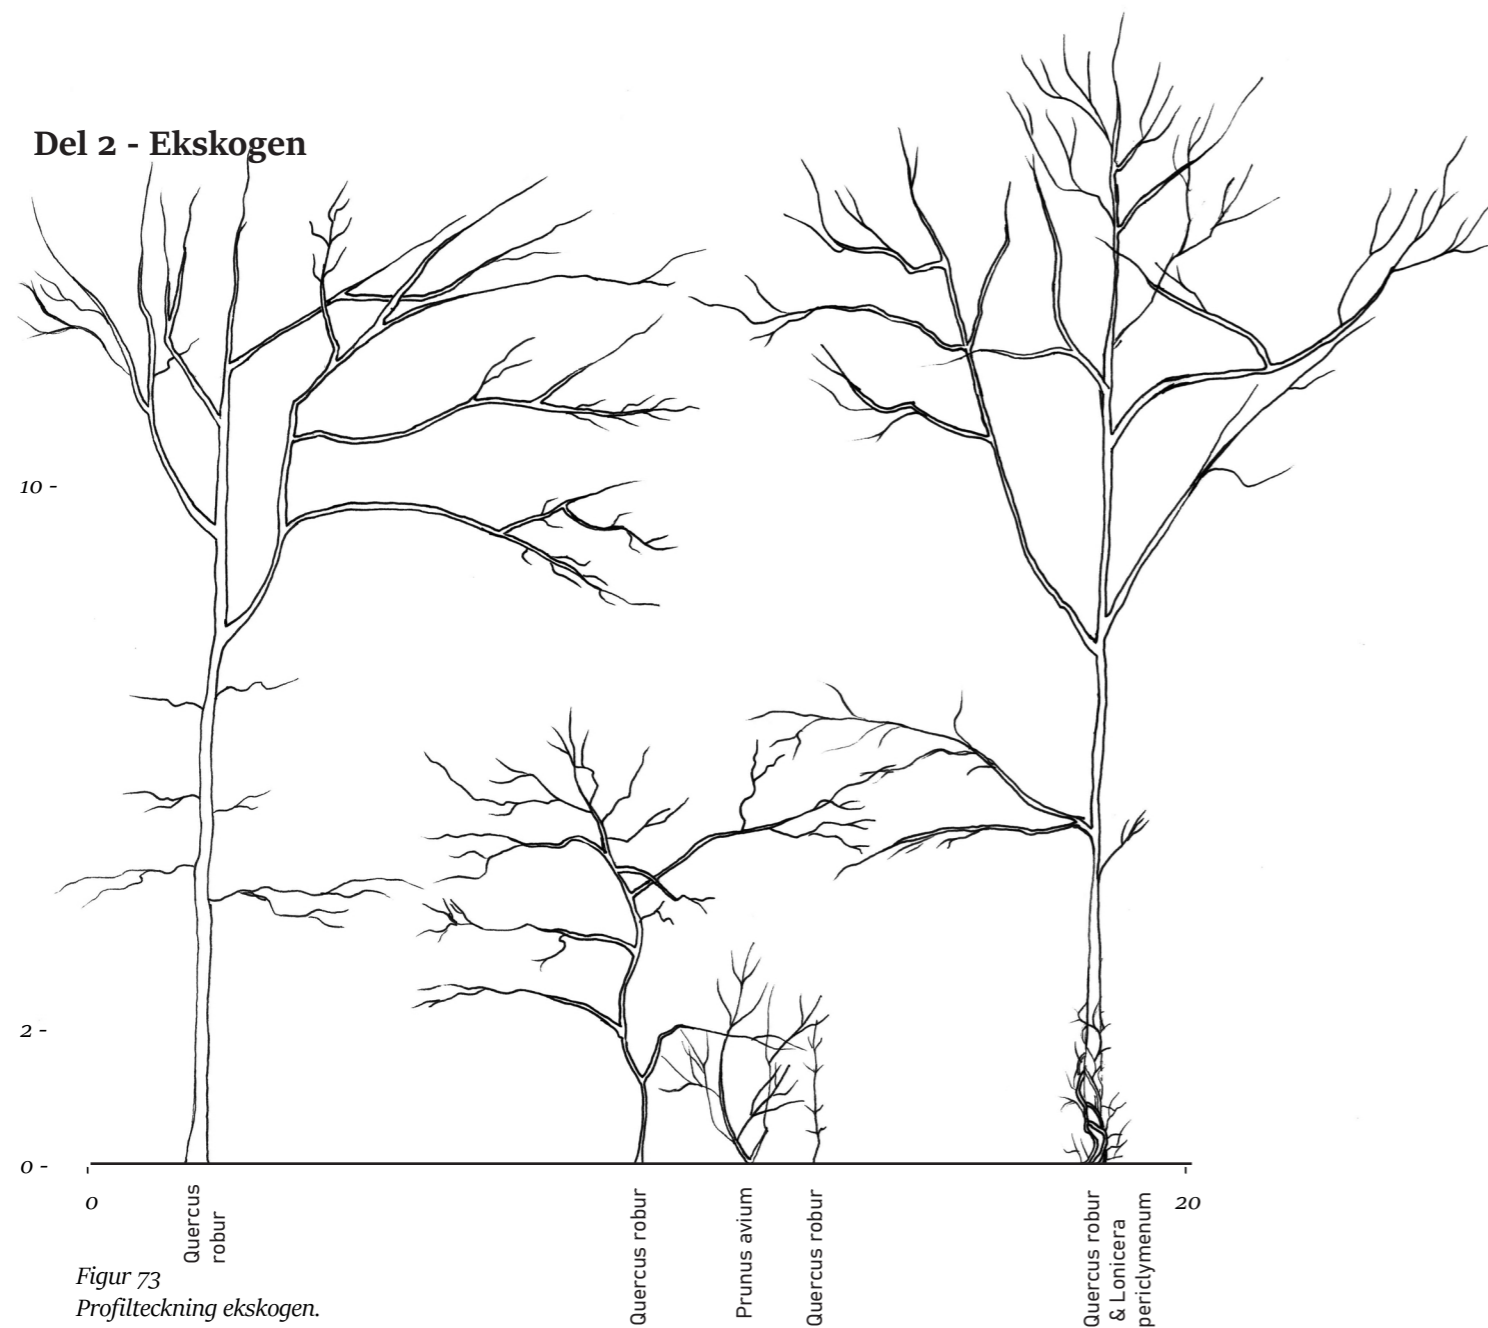 Del 2 - Ekskogen
10 -
2 -
0 -
0
20
Quercus
robur
Quercus robur
Prunus avium
Quercus robur
Quercus robur
& Lonicera
periclymenum
Figur 73
Profilteckning ekskogen.